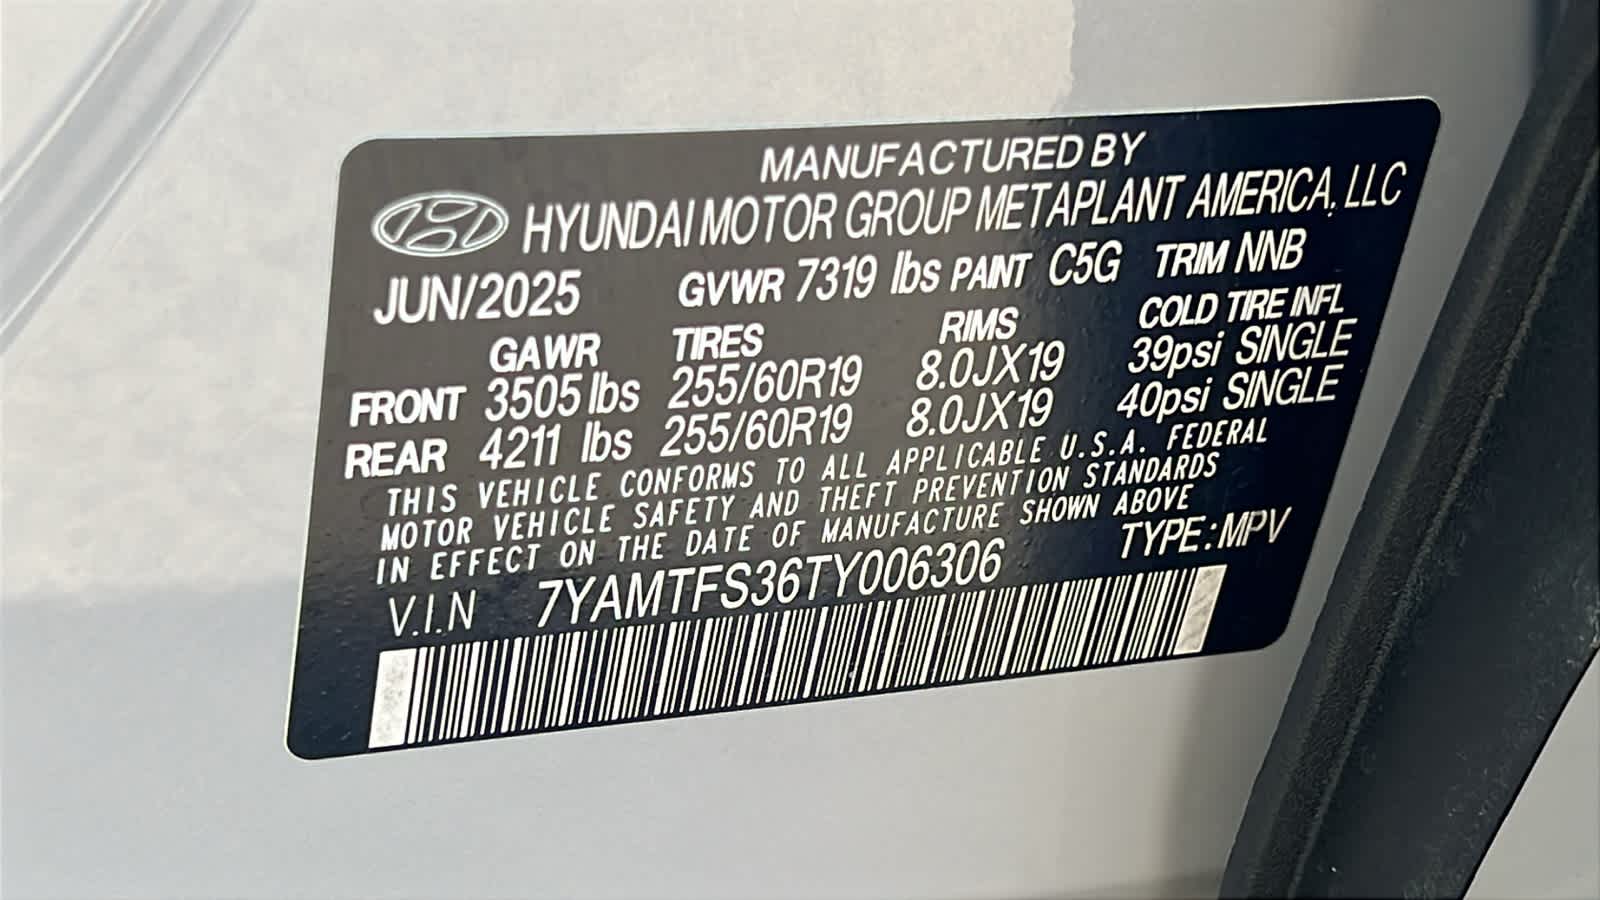 MANUFACTURED BY
HYUNDAI MOTOR GROUP METAPLANT AMERICA, LLC
JUN/2025 GVWR 7319 lbs PAINT C5G TRIM NNB
GAWR TIRES RIMS COLD TIRE INFL
FRONT 3505 lbs 255/60R19 8.0JX19 39psi SINGLE
REAR 4211 lbs 255/60R19 8.0JX19 40psi SINGLE
THIS VEHICLE CONFORMS TO ALL APPLICABLE U.S.A. FEDERAL
MOTOR VEHICLE SAFETY AND THEFT PREVENTION STANDARDS
IN EFFECT ON THE DATE OF MANUFACTURE SHOWN ABOVE
V.I.N 7YAMTFS36TY006306 TYPE:MPV